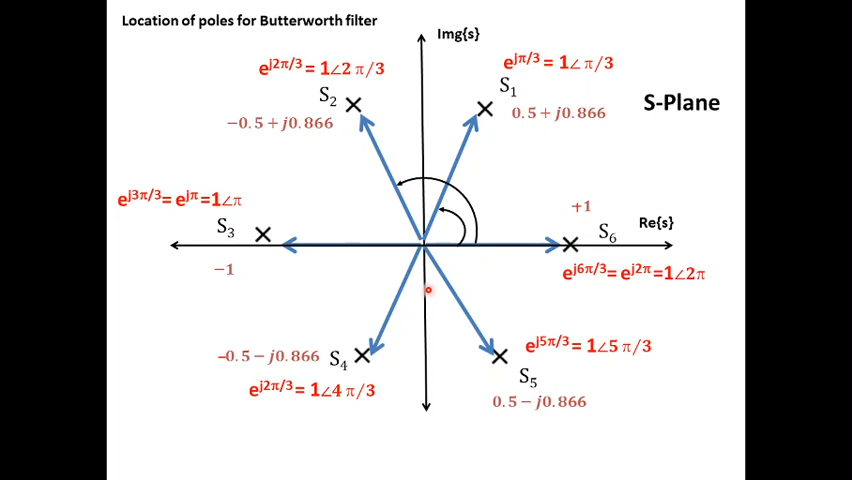 Location of poles for Butterworth filter
Img{s}
e^{j2π/3} = 1∠2 π/3
e^{jπ/3} = 1∠ π/3
S₂
S₁
S-Plane
−0.5+j0.866
0.5+j0.866
e^{j3π/3} = e^{jπ} =1∠π
+1
S₃
Re{s}
S₆
−1
e^{j6π/3} = e^{j2π} =1∠2π
e^{j5π/3} = 1∠5 π/3
−0.5−j0.866
S₄
S₅
e^{j2π/3} = 1∠4 π/3
0.5−j0.866